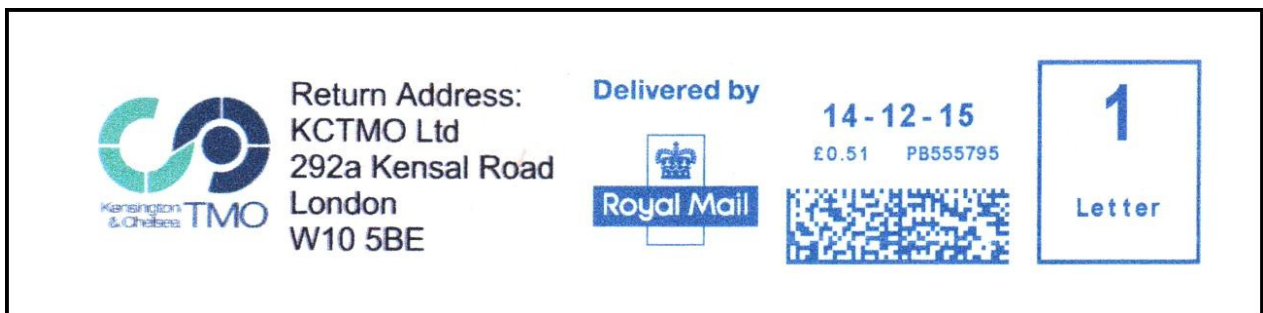 Kensington
& Chelsea TMO
Return Address:
KCTMO Ltd
292a Kensal Road
London
W10 5BE
Delivered by
Royal Mail
14-12-15
£0.51 PB555795
1
Letter